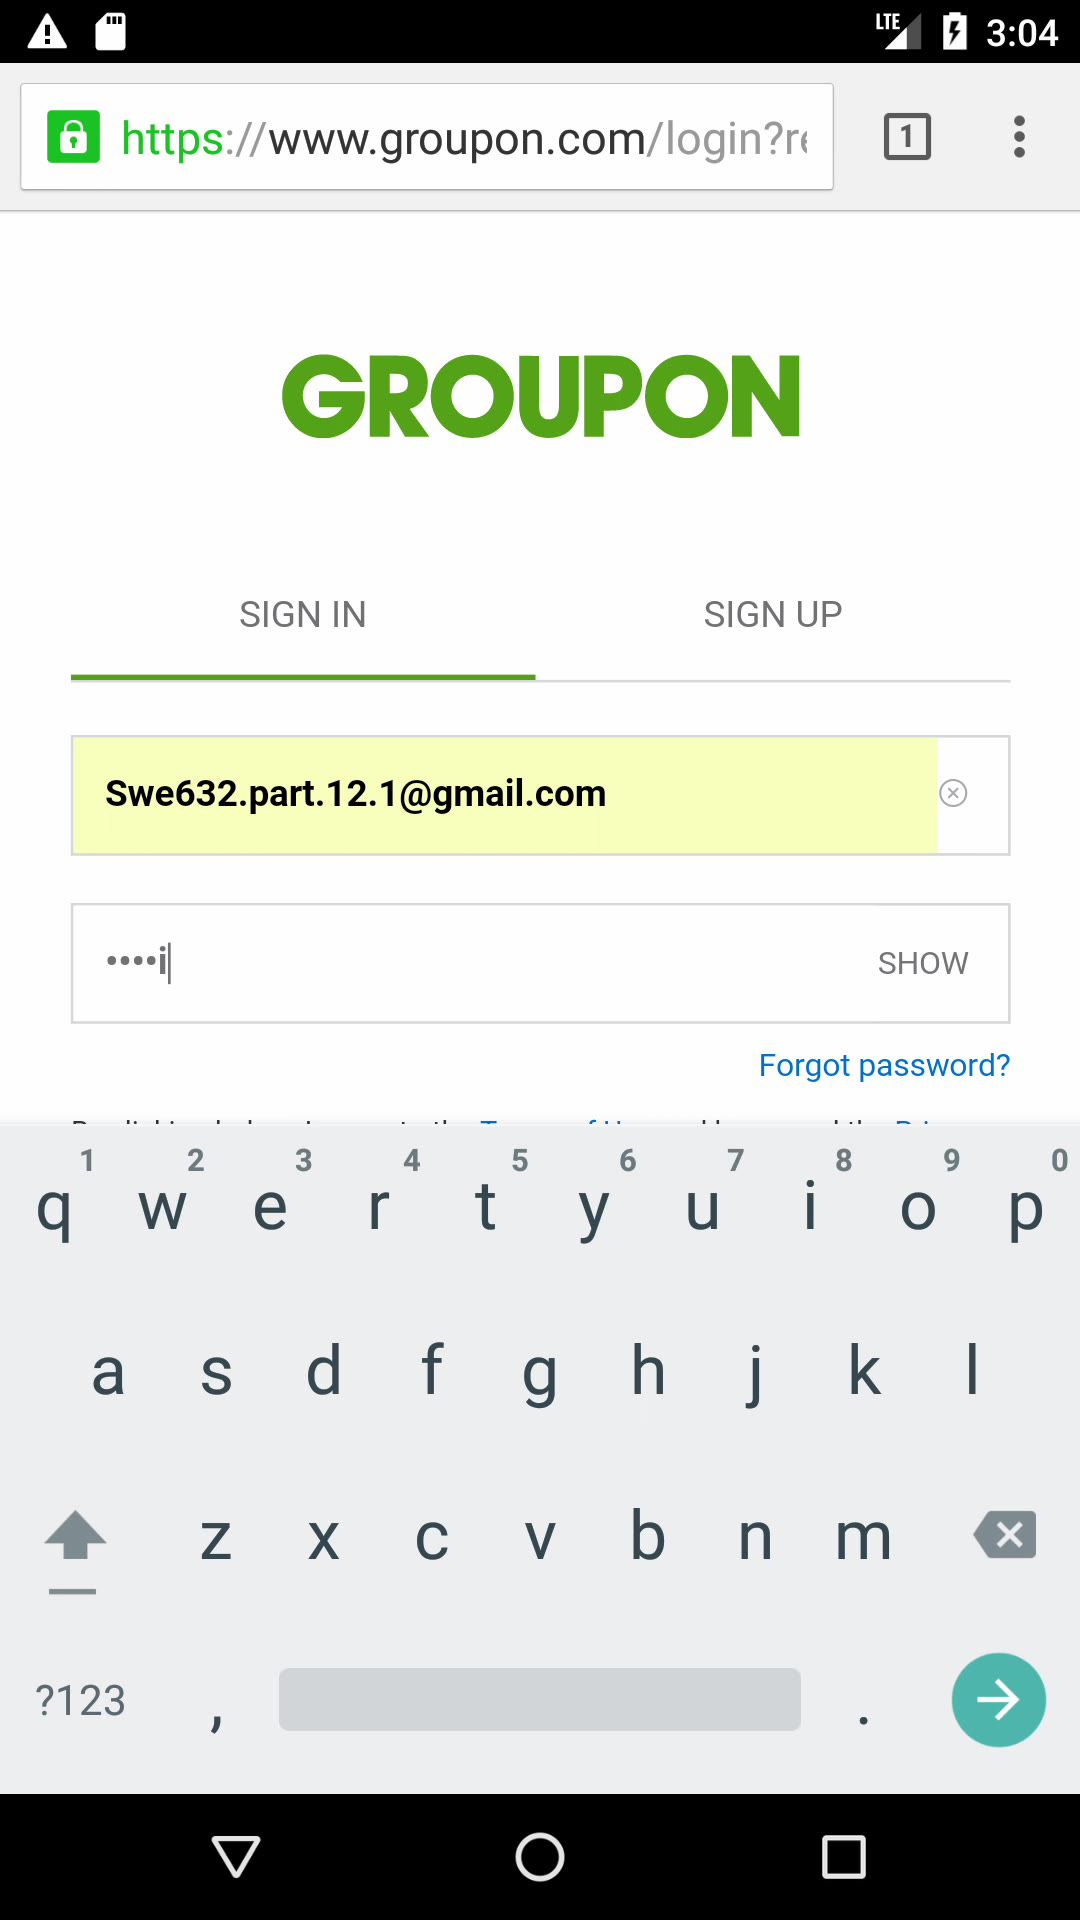 LTE 3:04
https://www.groupon.com/login?re
1
GROUPON
SIGN IN SIGN UP
Swe632.part.12.1@gmail.com
••••i SHOW
Forgot password?
1 2 3 4 5 6 7 8 9 0
q w e r t y u i o p
a s d f g h j k l
z x c v b n m
?123 , .